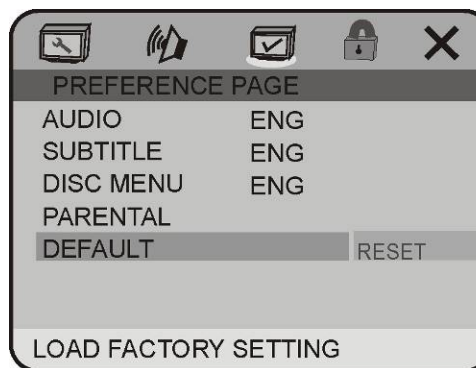 PREFERENCE PAGE
AUDIO ENG
SUBTITLE ENG
DISC MENU ENG
PARENTAL
DEFAULT RESET
LOAD FACTORY SETTING